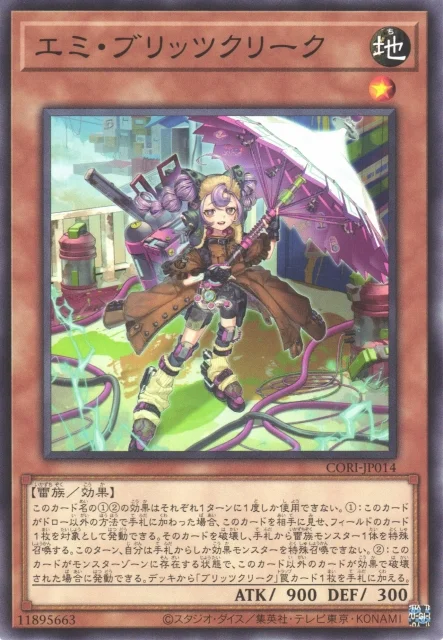 エミ・ブリッツクリーク
地
CORI-JP014
【雷族／効果】
このカード名の①②の効果はそれぞれ1ターンに1度しか使用できない。①：このカード
がドロー以外の方法で手札に加わった場合、このカードを相手に見せ、フィールドのカード
1枚を対象として発動できる。そのカードを破壊し、手札から雷族モンスター1体を特殊
召喚する。このターン、自分は手札からしか効果モンスターを特殊召喚できない。②：この
カードがモンスターゾーンに存在する状態で、このカード以外のカードが効果で破壊
された場合に発動できる。デッキから「ブリッツクリーク」罠カード1枚を手札に加える。
ATK/ 900 DEF/ 300
11895663
©スタジオ・ダイス/集英社・テレビ東京・KONAMI